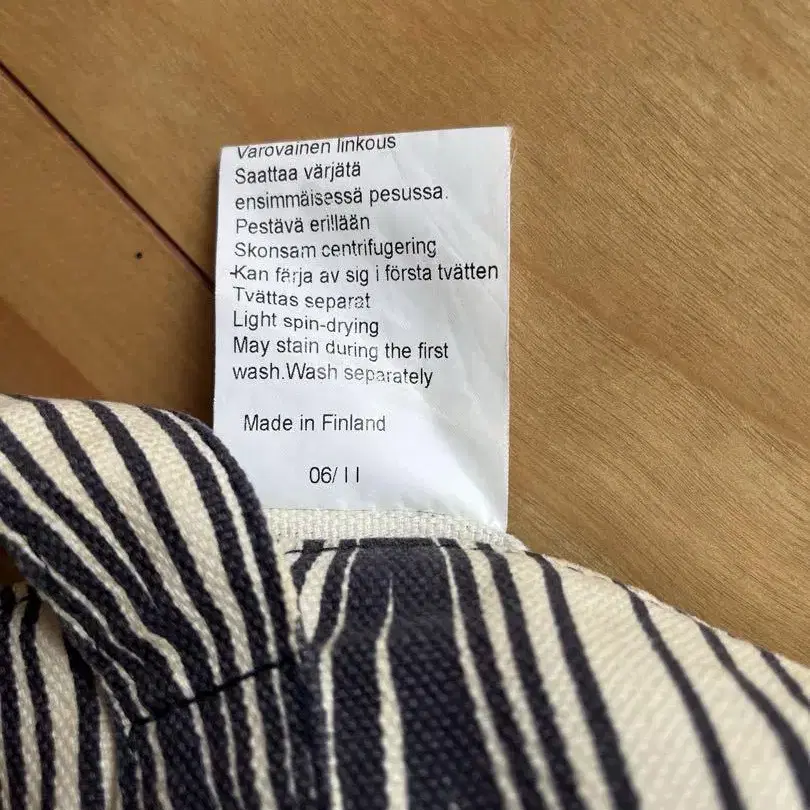 Varovainen linkous
Saattaa värjätä
ensimmäisessä pesussa.
Pestävä erillään
Skonsam centrifugering
-Kan färja av sig i första tvätten
Tvättas separat
Light spin-drying
May stain during the first
wash.Wash separately
Made in Finland
06/11